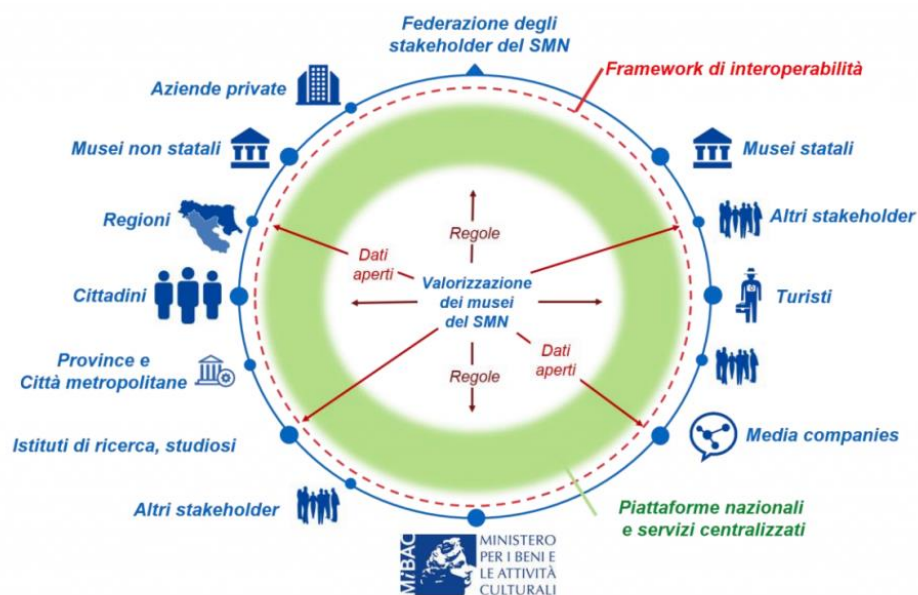 Federazione degli
stakeholder del SMN
Framework di interoperabilità
Aziende private
Musei non statali
Musei statali
Regioni
Altri stakeholder
Regole
Dati
aperti
Cittadini
Valorizzazione
dei musei
del SMN
Turisti
Province e
Città metropolitane
Dati
aperti
Regole
Istituti di ricerca, studiosi
Media companies
Altri stakeholder
Piattaforme nazionali
e servizi centralizzati
MiBAC
MINISTERO
PER I BENI E
LE ATTIVITÀ
CULTURALI